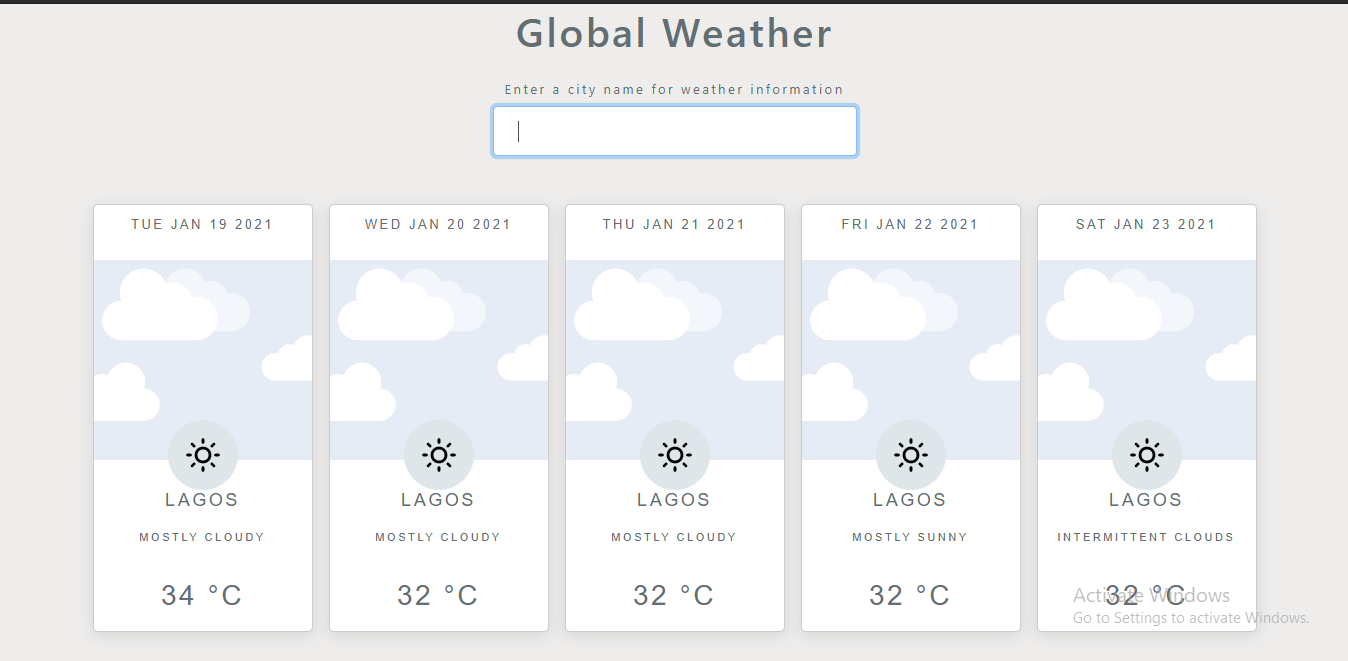 Global Weather
Enter a city name for weather information
TUE JAN 19 2021
LAGOS
MOSTLY CLOUDY
34 °C
WED JAN 20 2021
LAGOS
MOSTLY CLOUDY
32 °C
THU JAN 21 2021
LAGOS
MOSTLY CLOUDY
32 °C
FRI JAN 22 2021
LAGOS
MOSTLY SUNNY
32 °C
SAT JAN 23 2021
LAGOS
INTERMITTENT CLOUDS
32 °C
Activate Windows
Go to Settings to activate Windows.